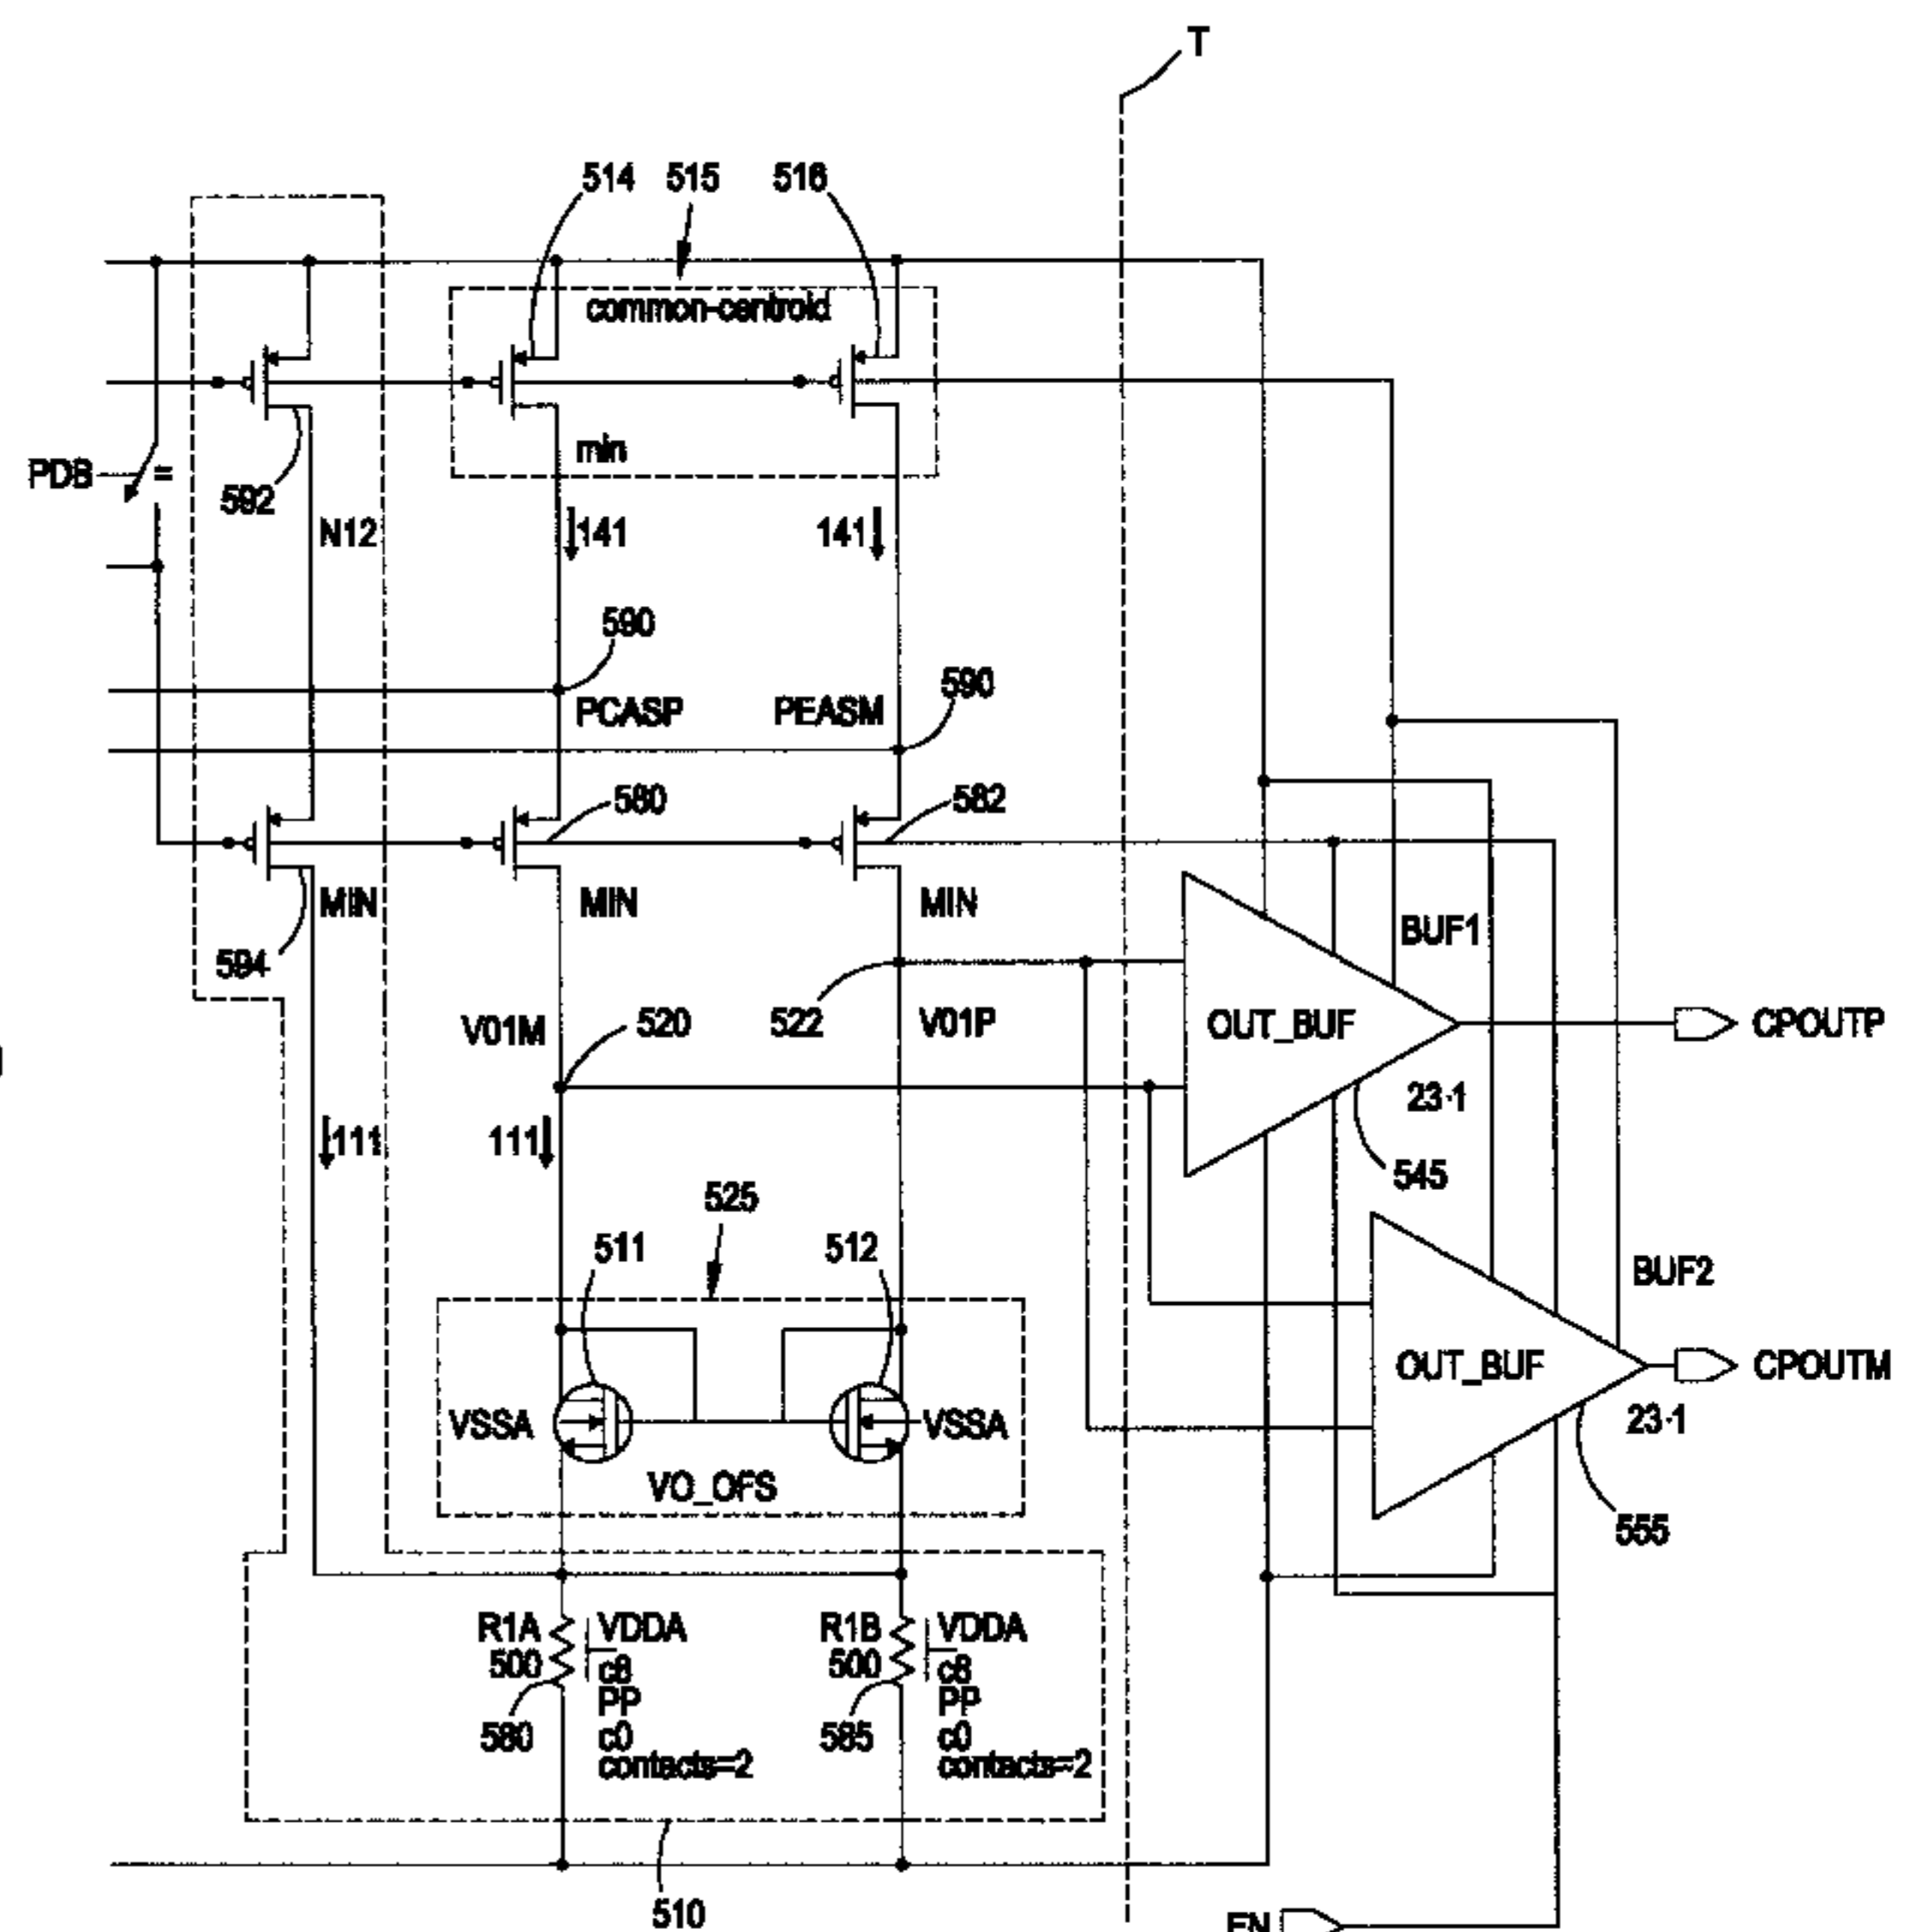 T
514 515 516
common-centroid
PDB
=
592
min
N12
141
141
590
PCASP
PEASM
590
580
582
MIN
MIN
MIN
594
BUF1
V01M
520
522
V01P
OUT_BUF
CPOUTP
23·1
111
111
545
525
511
512
BUF2
VSSA
VSSA
OUT_BUF
CPOUTM
23·1
VO_OFS
555
R1A
500
580
VDDA
c8
PP
c0
contacts=2
R1B
500
585
VDDA
c8
PP
c0
contacts=2
510
EN